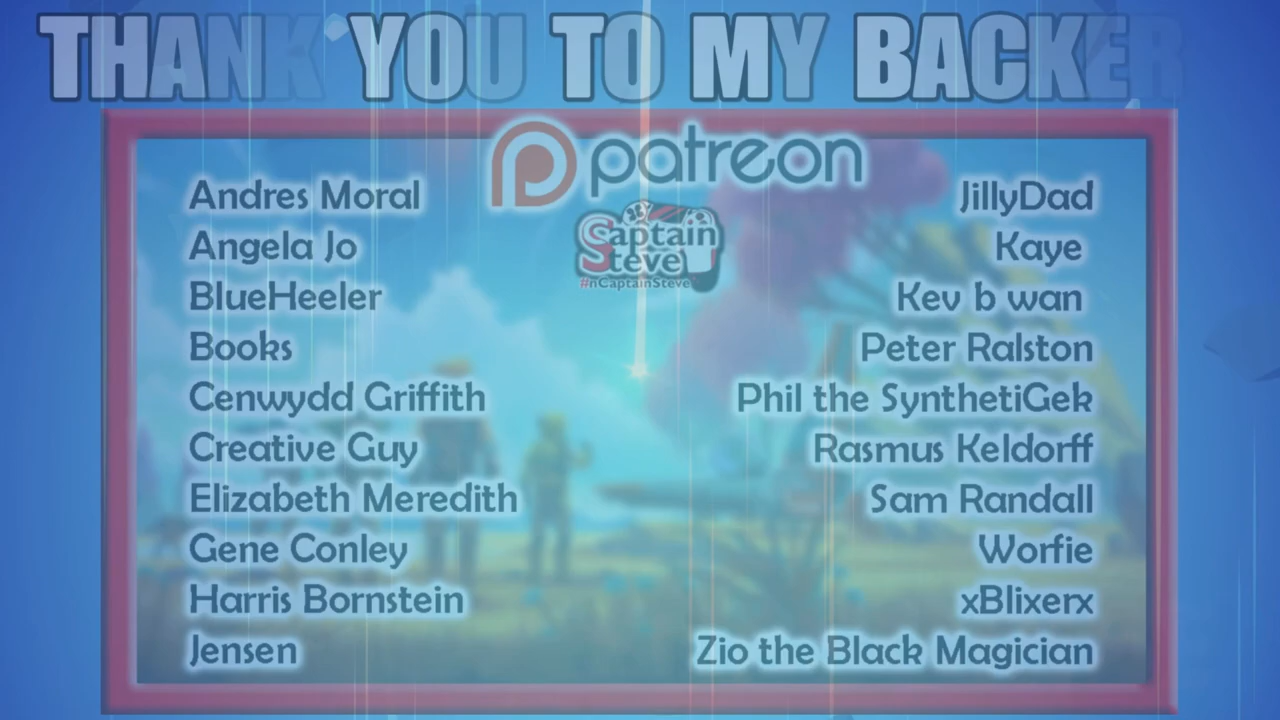 THANK YOU TO MY BACKER
patreon
Captain
Steve
#nCaptainSteve
Andres Moral
Angela Jo
BlueHeeler
Books
Cenwydd Griffith
Creative Guy
Elizabeth Meredith
Gene Conley
Harris Bornstein
Jensen
JillyDad
Kaye
Kev b wan
Peter Ralston
Phil the SynthetiGek
Rasmus Keldorff
Sam Randall
Worfie
xBlixerx
Zio the Black Magician